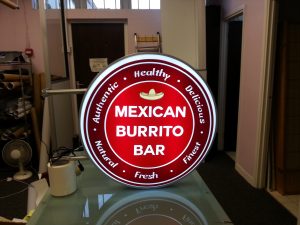 Authentic · Healthy · Delicious
MEXICAN
BURRITO
BAR
Natural · Fresh · Finest